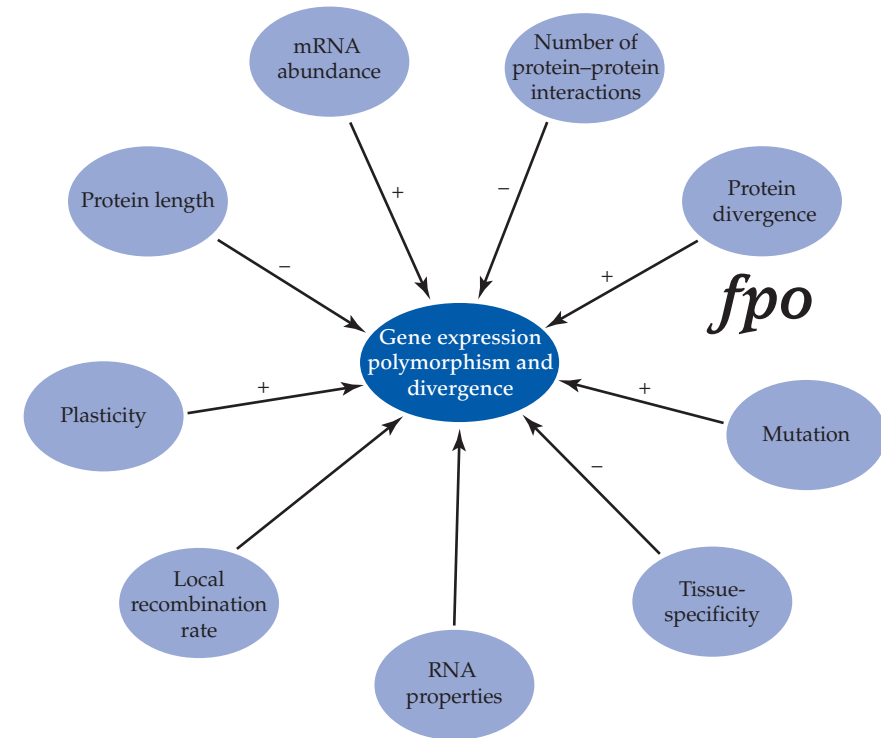 mRNA
abundance
Number of
protein–protein
interactions
Protein length
+
–
Protein
divergence
–
+
fpo
Gene expression
polymorphism and
divergence
Plasticity
+
+
Mutation
–
Local
recombination
rate
Tissue-
specificity
RNA
properties